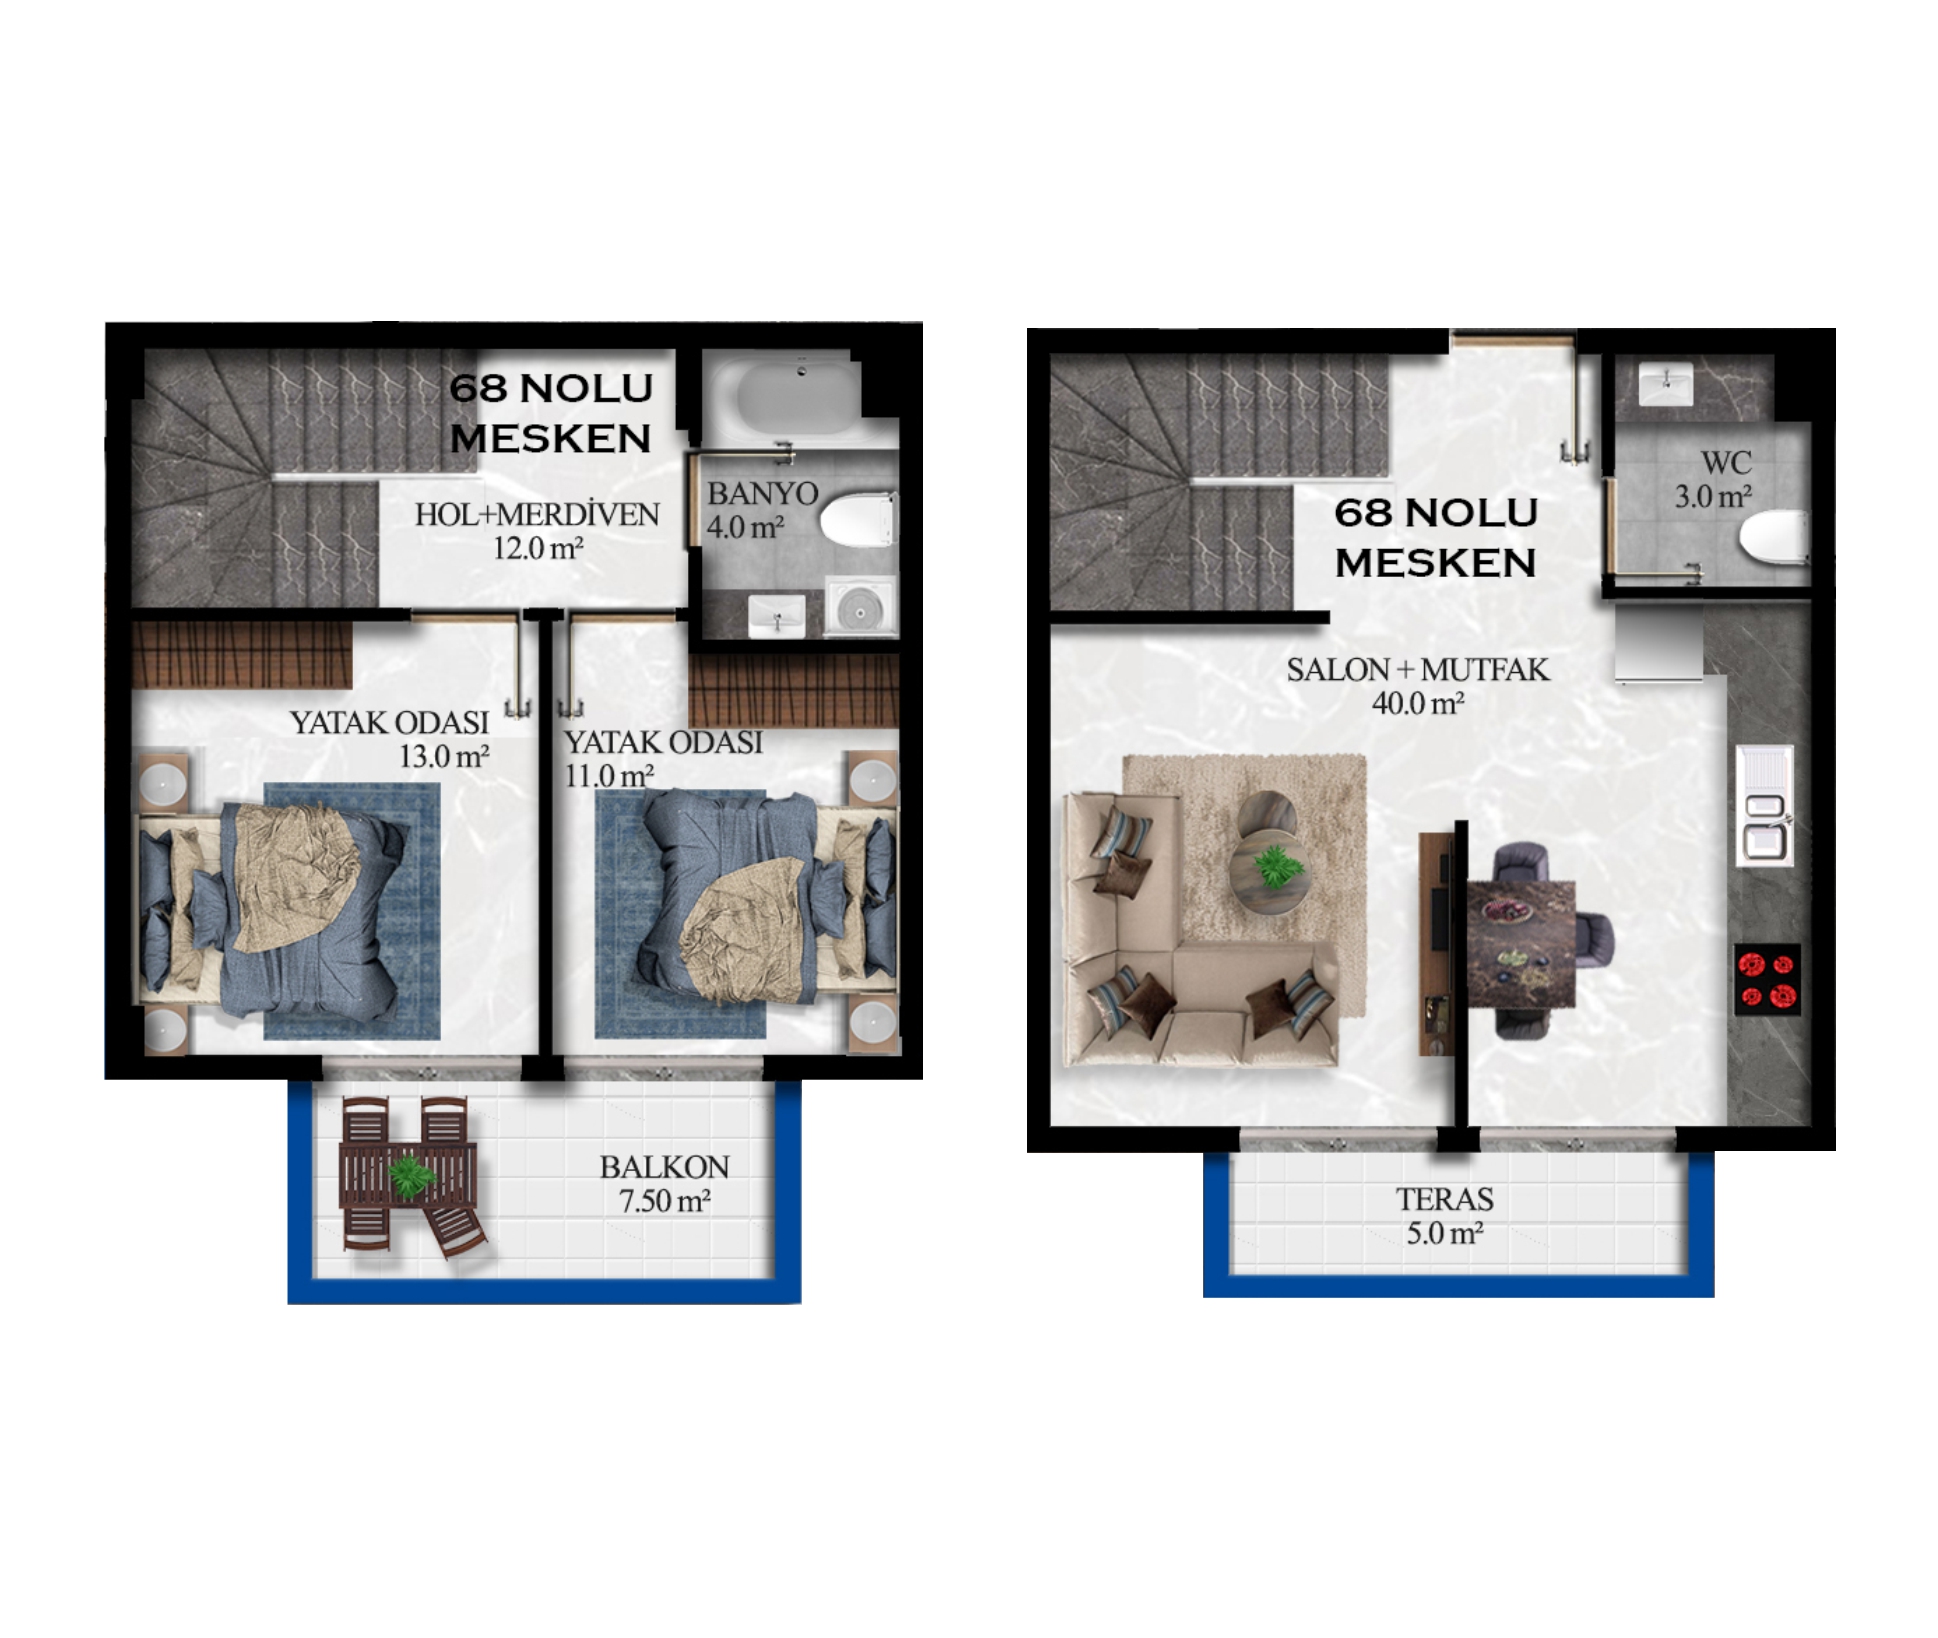 68 NOLU
MESKEN
HOL+MERDİVEN
12.0 m²
BANYO
4.0 m²
YATAK ODASI
13.0 m²
YATAK ODASI
11.0 m²
BALKON
7.50 m²
WC
3.0 m²
68 NOLU
MESKEN
SALON + MUTFAK
40.0 m²
TERAS
5.0 m²